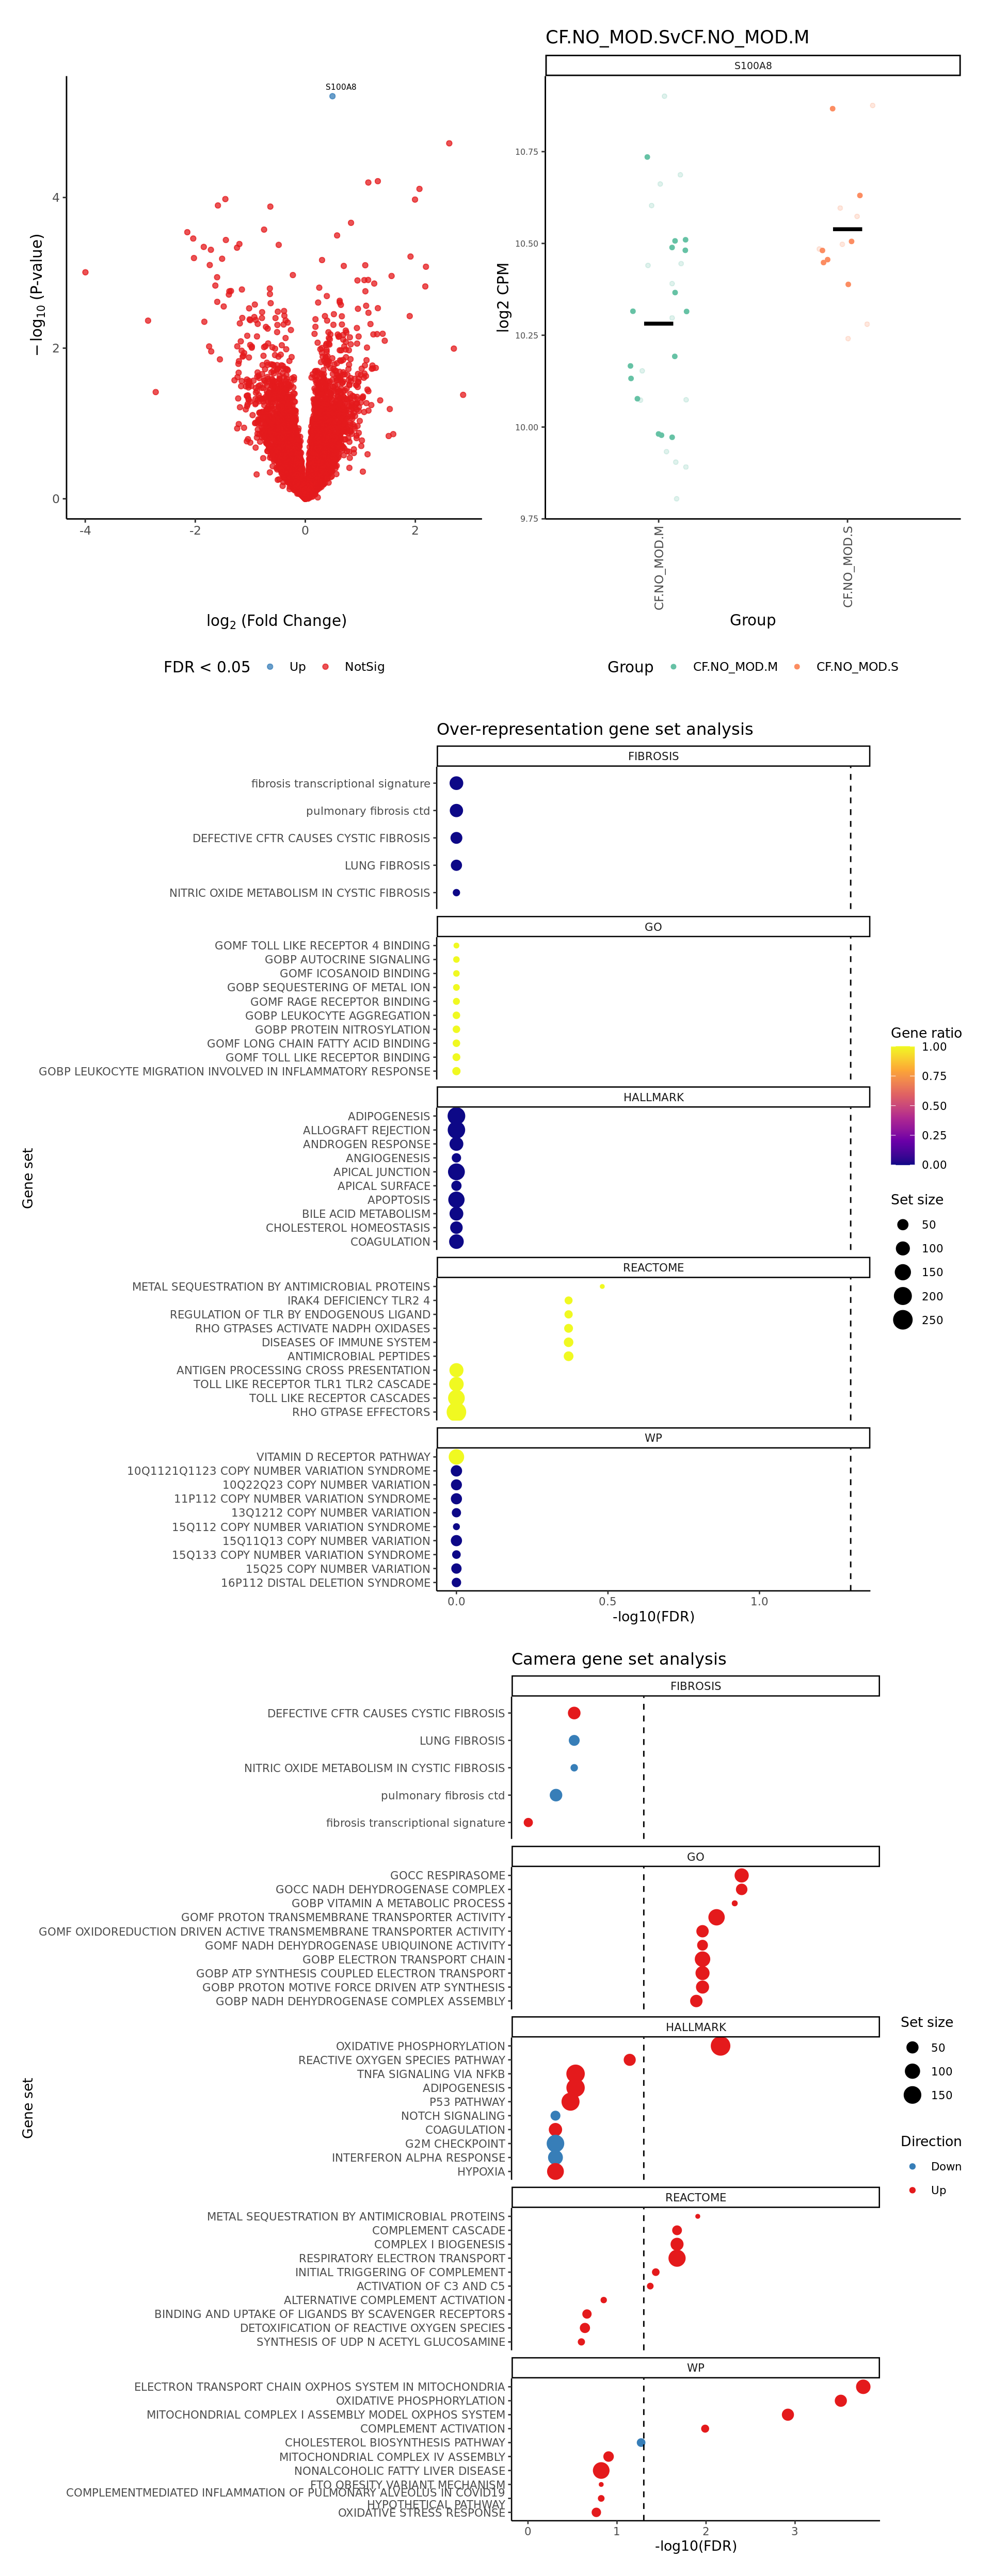 CF.NO_MOD.SvCF.NO_MOD.M
S100A8
S100A8
− log10 (P-value)
4
2
0
-4
-2
0
2
log2 (Fold Change)
FDR < 0.05
Up
NotSig
log2 CPM
10.75
10.50
10.25
10.00
9.75
CF.NO_MOD.M
CF.NO_MOD.S
Group
Group
CF.NO_MOD.M
CF.NO_MOD.S
Over-representation gene set analysis
Gene set
FIBROSIS
fibrosis transcriptional signature
pulmonary fibrosis ctd
DEFECTIVE CFTR CAUSES CYSTIC FIBROSIS
LUNG FIBROSIS
NITRIC OXIDE METABOLISM IN CYSTIC FIBROSIS
GO
GOMF TOLL LIKE RECEPTOR 4 BINDING
GOBP AUTOCRINE SIGNALING
GOMF ICOSANOID BINDING
GOBP SEQUESTERING OF METAL ION
GOMF RAGE RECEPTOR BINDING
GOBP LEUKOCYTE AGGREGATION
GOBP PROTEIN NITROSYLATION
GOMF LONG CHAIN FATTY ACID BINDING
GOMF TOLL LIKE RECEPTOR BINDING
GOBP LEUKOCYTE MIGRATION INVOLVED IN INFLAMMATORY RESPONSE
HALLMARK
ADIPOGENESIS
ALLOGRAFT REJECTION
ANDROGEN RESPONSE
ANGIOGENESIS
APICAL JUNCTION
APICAL SURFACE
APOPTOSIS
BILE ACID METABOLISM
CHOLESTEROL HOMEOSTASIS
COAGULATION
REACTOME
METAL SEQUESTRATION BY ANTIMICROBIAL PROTEINS
IRAK4 DEFICIENCY TLR2 4
REGULATION OF TLR BY ENDOGENOUS LIGAND
RHO GTPASES ACTIVATE NADPH OXIDASES
DISEASES OF IMMUNE SYSTEM
ANTIMICROBIAL PEPTIDES
ANTIGEN PROCESSING CROSS PRESENTATION
TOLL LIKE RECEPTOR TLR1 TLR2 CASCADE
TOLL LIKE RECEPTOR CASCADES
RHO GTPASE EFFECTORS
WP
VITAMIN D RECEPTOR PATHWAY
10Q1121Q1123 COPY NUMBER VARIATION SYNDROME
10Q22Q23 COPY NUMBER VARIATION
11P112 COPY NUMBER VARIATION SYNDROME
13Q1212 COPY NUMBER VARIATION
15Q112 COPY NUMBER VARIATION SYNDROME
15Q11Q13 COPY NUMBER VARIATION
15Q133 COPY NUMBER VARIATION SYNDROME
15Q25 COPY NUMBER VARIATION
16P112 DISTAL DELETION SYNDROME
0.0
0.5
1.0
-log10(FDR)
Gene ratio
1.00
0.75
0.50
0.25
0.00
Set size
50
100
150
200
250
Camera gene set analysis
Gene set
FIBROSIS
DEFECTIVE CFTR CAUSES CYSTIC FIBROSIS
LUNG FIBROSIS
NITRIC OXIDE METABOLISM IN CYSTIC FIBROSIS
pulmonary fibrosis ctd
fibrosis transcriptional signature
GO
GOCC RESPIRASOME
GOCC NADH DEHYDROGENASE COMPLEX
GOBP VITAMIN A METABOLIC PROCESS
GOMF PROTON TRANSMEMBRANE TRANSPORTER ACTIVITY
GOMF OXIDOREDUCTION DRIVEN ACTIVE TRANSMEMBRANE TRANSPORTER ACTIVITY
GOMF NADH DEHYDROGENASE UBIQUINONE ACTIVITY
GOBP ELECTRON TRANSPORT CHAIN
GOBP ATP SYNTHESIS COUPLED ELECTRON TRANSPORT
GOBP PROTON MOTIVE FORCE DRIVEN ATP SYNTHESIS
GOBP NADH DEHYDROGENASE COMPLEX ASSEMBLY
HALLMARK
OXIDATIVE PHOSPHORYLATION
REACTIVE OXYGEN SPECIES PATHWAY
TNFA SIGNALING VIA NFKB
ADIPOGENESIS
P53 PATHWAY
NOTCH SIGNALING
COAGULATION
G2M CHECKPOINT
INTERFERON ALPHA RESPONSE
HYPOXIA
REACTOME
METAL SEQUESTRATION BY ANTIMICROBIAL PROTEINS
COMPLEMENT CASCADE
COMPLEX I BIOGENESIS
RESPIRATORY ELECTRON TRANSPORT
INITIAL TRIGGERING OF COMPLEMENT
ACTIVATION OF C3 AND C5
ALTERNATIVE COMPLEMENT ACTIVATION
BINDING AND UPTAKE OF LIGANDS BY SCAVENGER RECEPTORS
DETOXIFICATION OF REACTIVE OXYGEN SPECIES
SYNTHESIS OF UDP N ACETYL GLUCOSAMINE
WP
ELECTRON TRANSPORT CHAIN OXPHOS SYSTEM IN MITOCHONDRIA
OXIDATIVE PHOSPHORYLATION
MITOCHONDRIAL COMPLEX I ASSEMBLY MODEL OXPHOS SYSTEM
COMPLEMENT ACTIVATION
CHOLESTEROL BIOSYNTHESIS PATHWAY
MITOCHONDRIAL COMPLEX IV ASSEMBLY
NONALCOHOLIC FATTY LIVER DISEASE
FTO OBESITY VARIANT MECHANISM
COMPLEMENTMEDIATED INFLAMMATION OF PULMONARY ALVEOLUS IN COVID19
HYPOTHETICAL PATHWAY
OXIDATIVE STRESS RESPONSE
0
1
2
3
-log10(FDR)
Set size
50
100
150
Direction
Down
Up